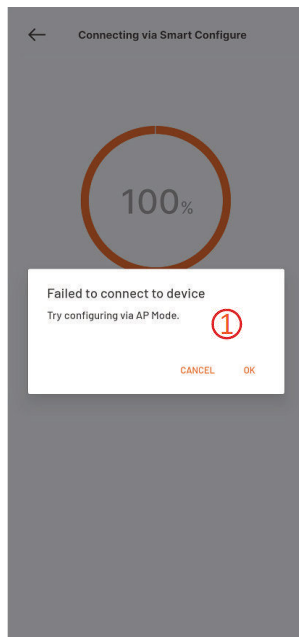 Connecting via Smart Configure
100%
Failed to connect to device
Try configuring via AP Mode.
1
CANCEL OK